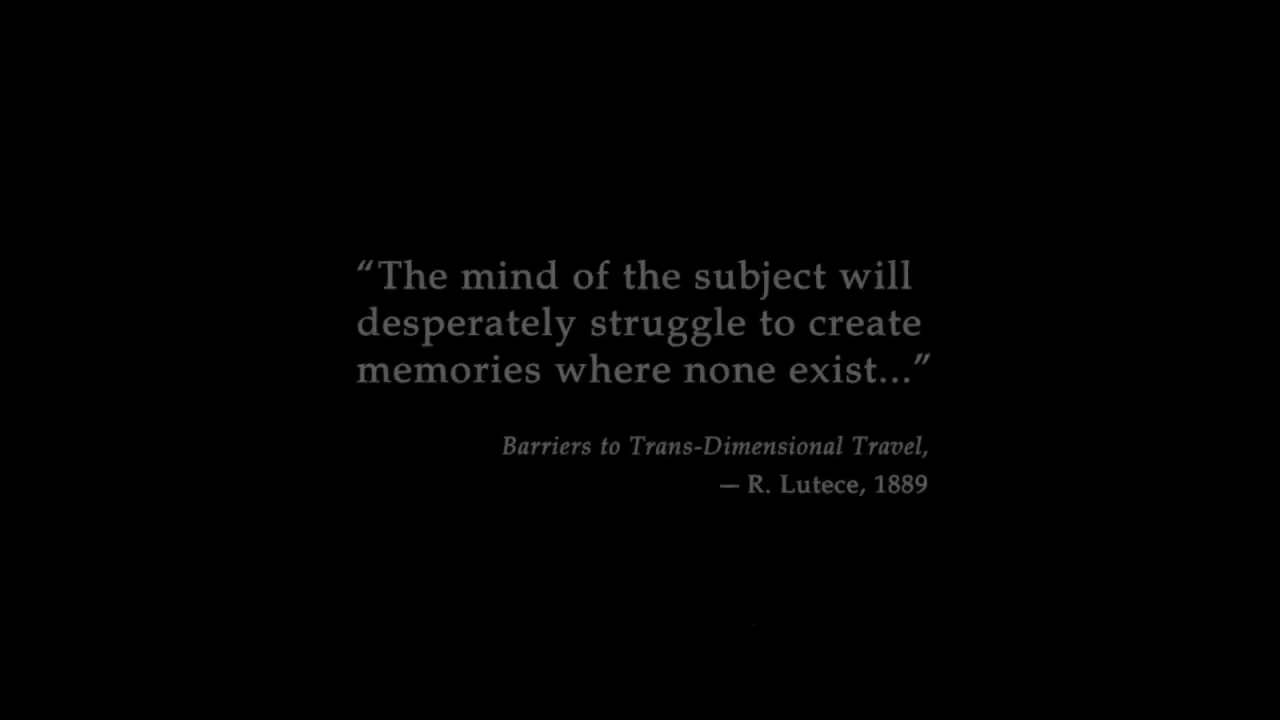 “The mind of the subject will
desperately struggle to create
memories where none exist...”
Barriers to Trans-Dimensional Travel,
— R. Lutece, 1889